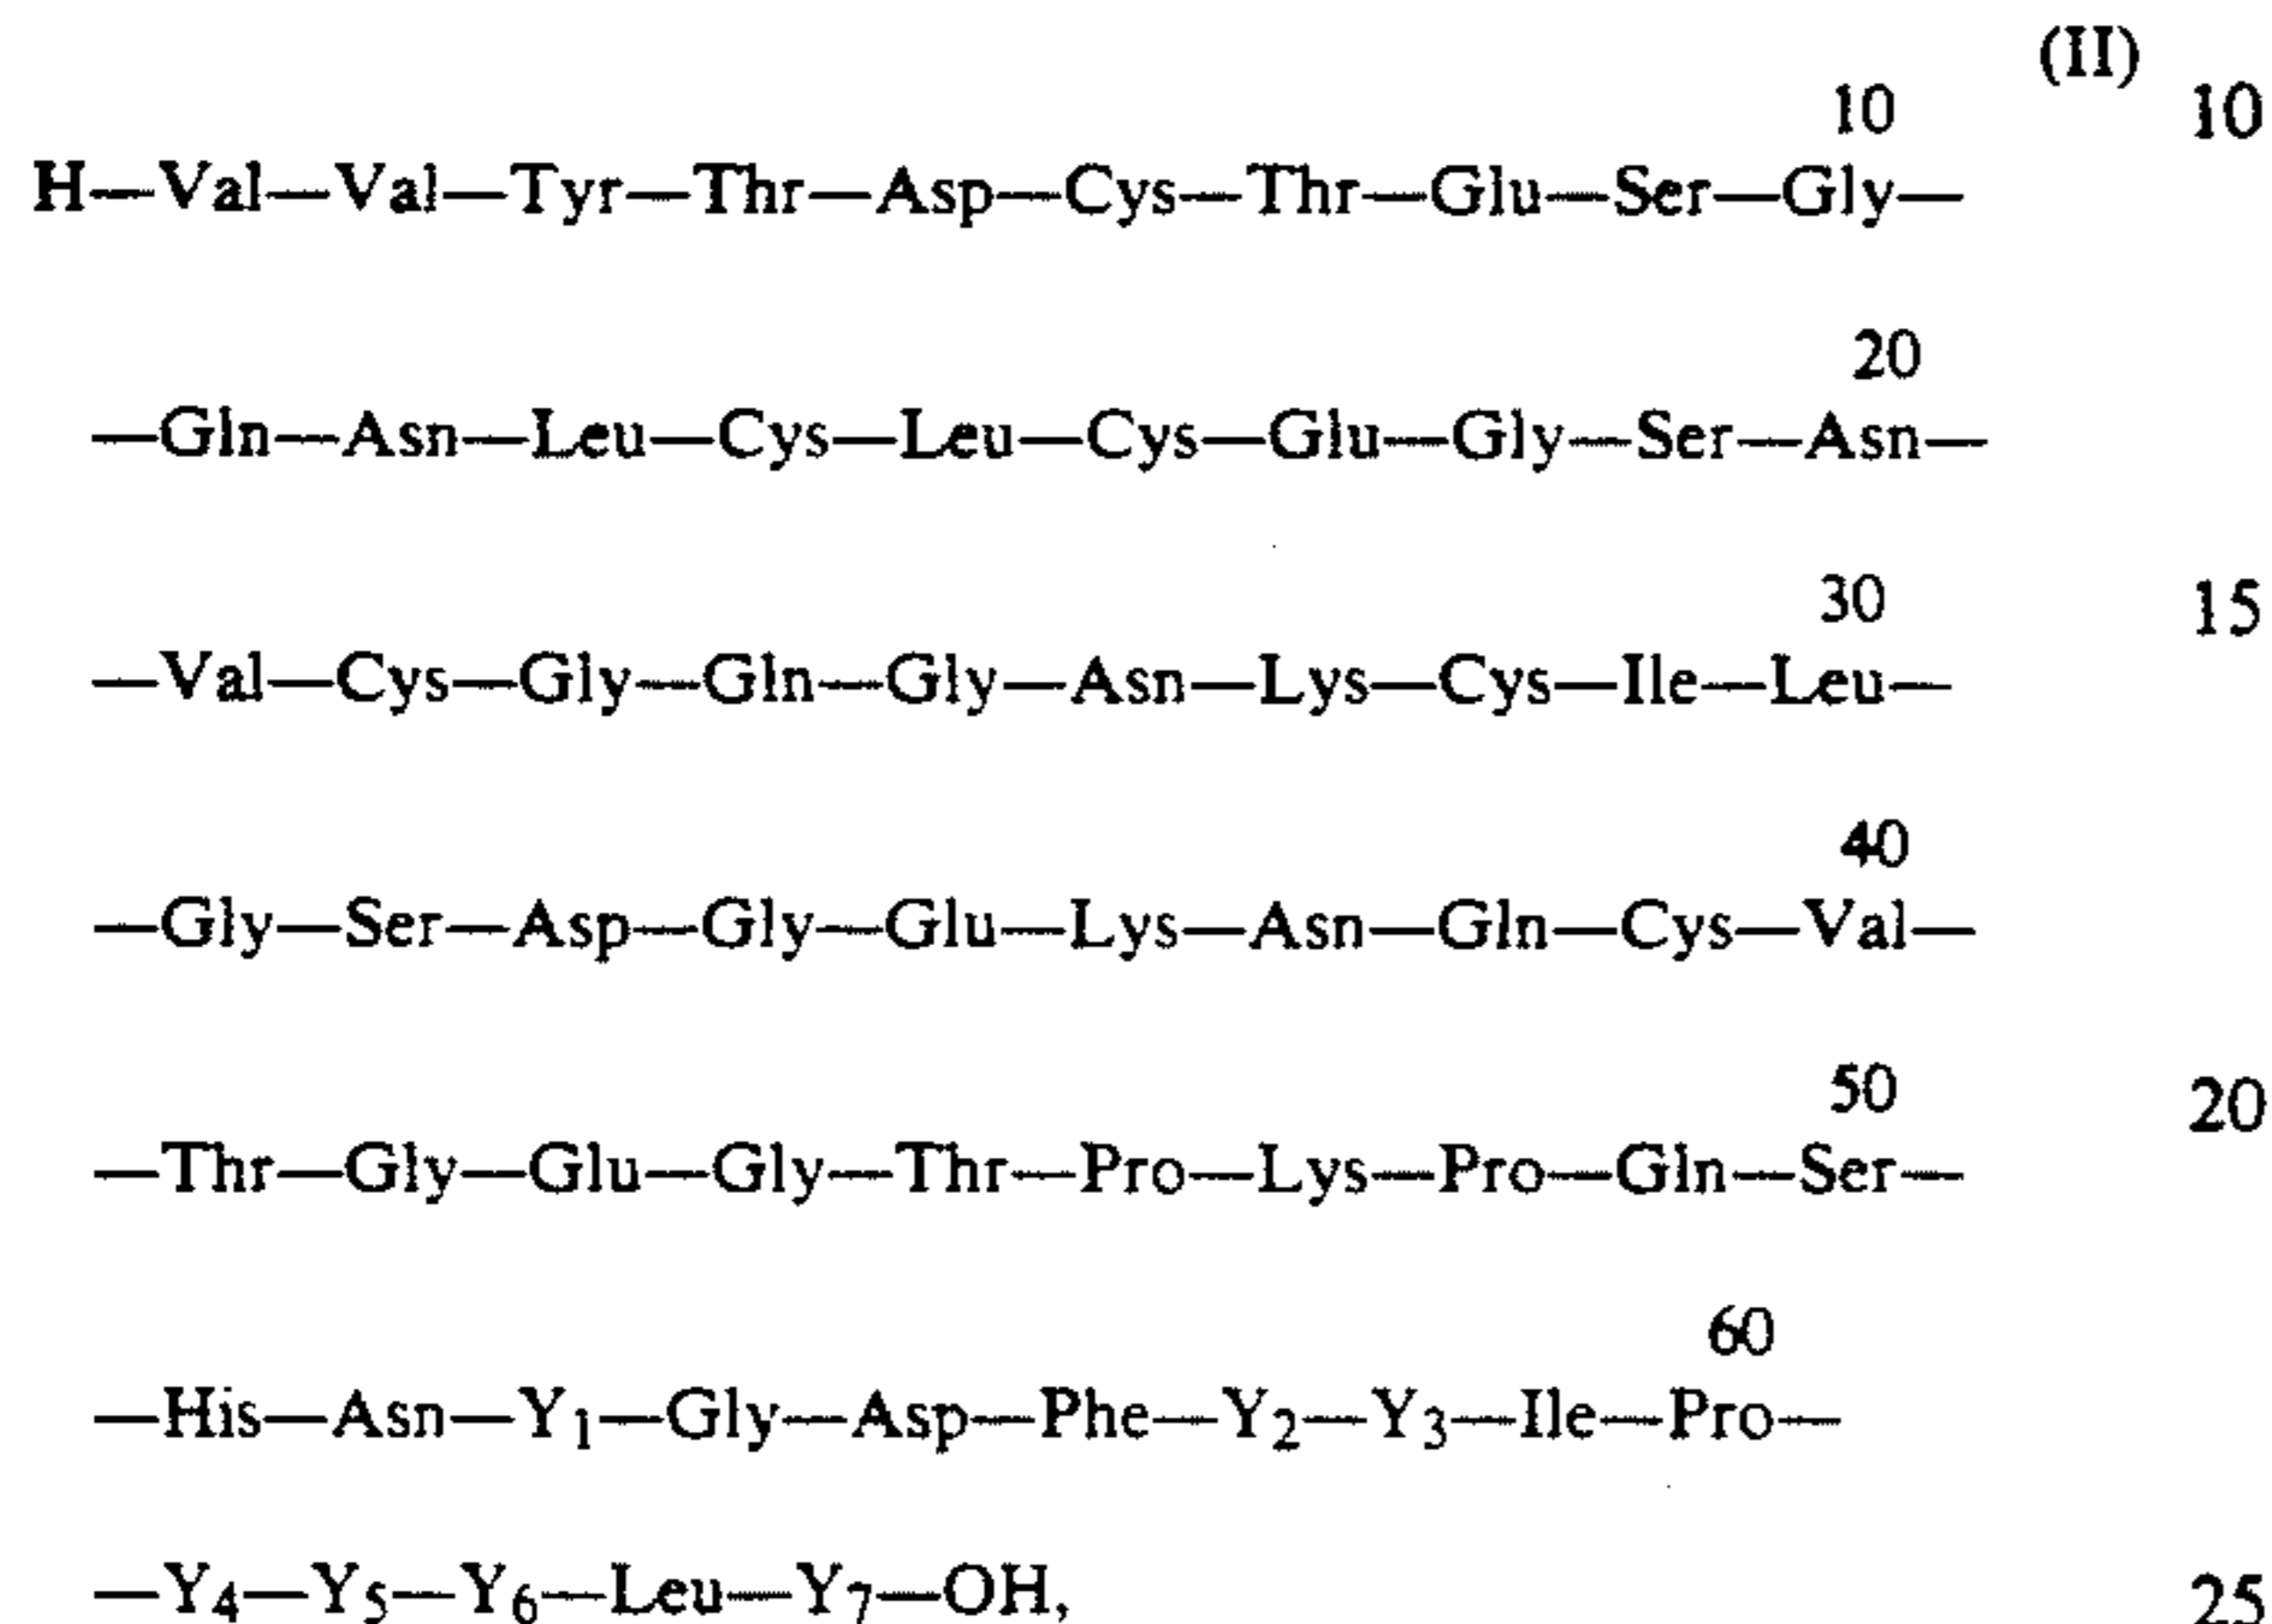 (II)
10 10
H—Val—Val—Tyr—Thr—Asp—Cys—Thr—Glu—Ser—Gly—
20
—Gln—Asn—Leu—Cys—Leu—Cys—Glu—Gly—Ser—Asn—
30 15
—Val—Cys—Gly—Gln—Gly—Asn—Lys—Cys—Ile—Leu—
40
—Gly—Ser—Asp—Gly—Glu—Lys—Asn—Gln—Cys—Val—
50 20
—Thr—Gly—Glu—Gly—Thr—Pro—Lys—Pro—Gln—Ser—
60
—His—Asn—Y₁—Gly—Asp—Phe—Y₂—Y₃—Ile—Pro—
—Y₄—Y₅—Y₆—Leu—Y₇—OH, 25